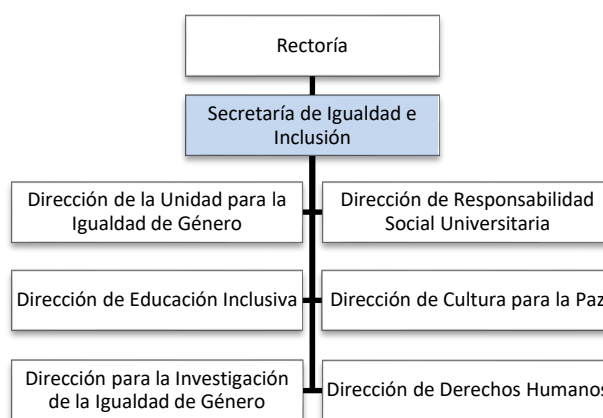 Rectoría
Secretaría de Igualdad e
Inclusión
Dirección de la Unidad para la
Igualdad de Género
Dirección de Responsabilidad
Social Universitaria
Dirección de Educación Inclusiva
Dirección de Cultura para la Paz
Dirección para la Investigación
de la Igualdad de Género
Dirección de Derechos Humanos